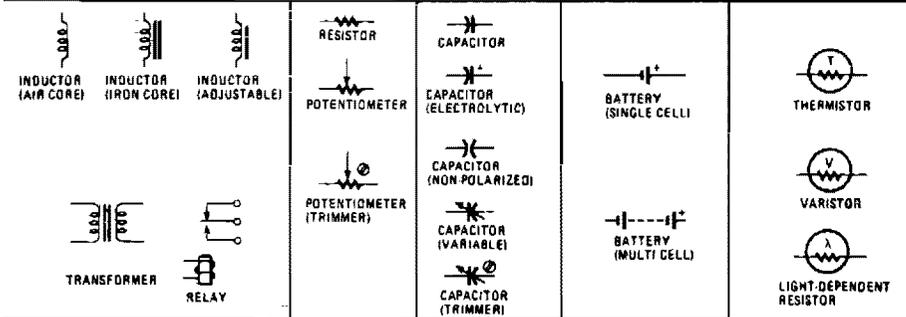 INDUCTOR
(AIR CORE)
INDUCTOR
(IRON CORE)
INDUCTOR
(ADJUSTABLE)
TRANSFORMER
RELAY
RESISTOR
POTENTIOMETER
POTENTIOMETER
(TRIMMER)
CAPACITOR
+
CAPACITOR
(ELECTROLYTIC)
CAPACITOR
(NON-POLARIZED)
CAPACITOR
(VARIABLE)
CAPACITOR
(TRIMMER)
+
BATTERY
(SINGLE CELL)
+
BATTERY
(MULTI CELL)
T
THERMISTOR
V
VARISTOR
λ
LIGHT-DEPENDENT
RESISTOR